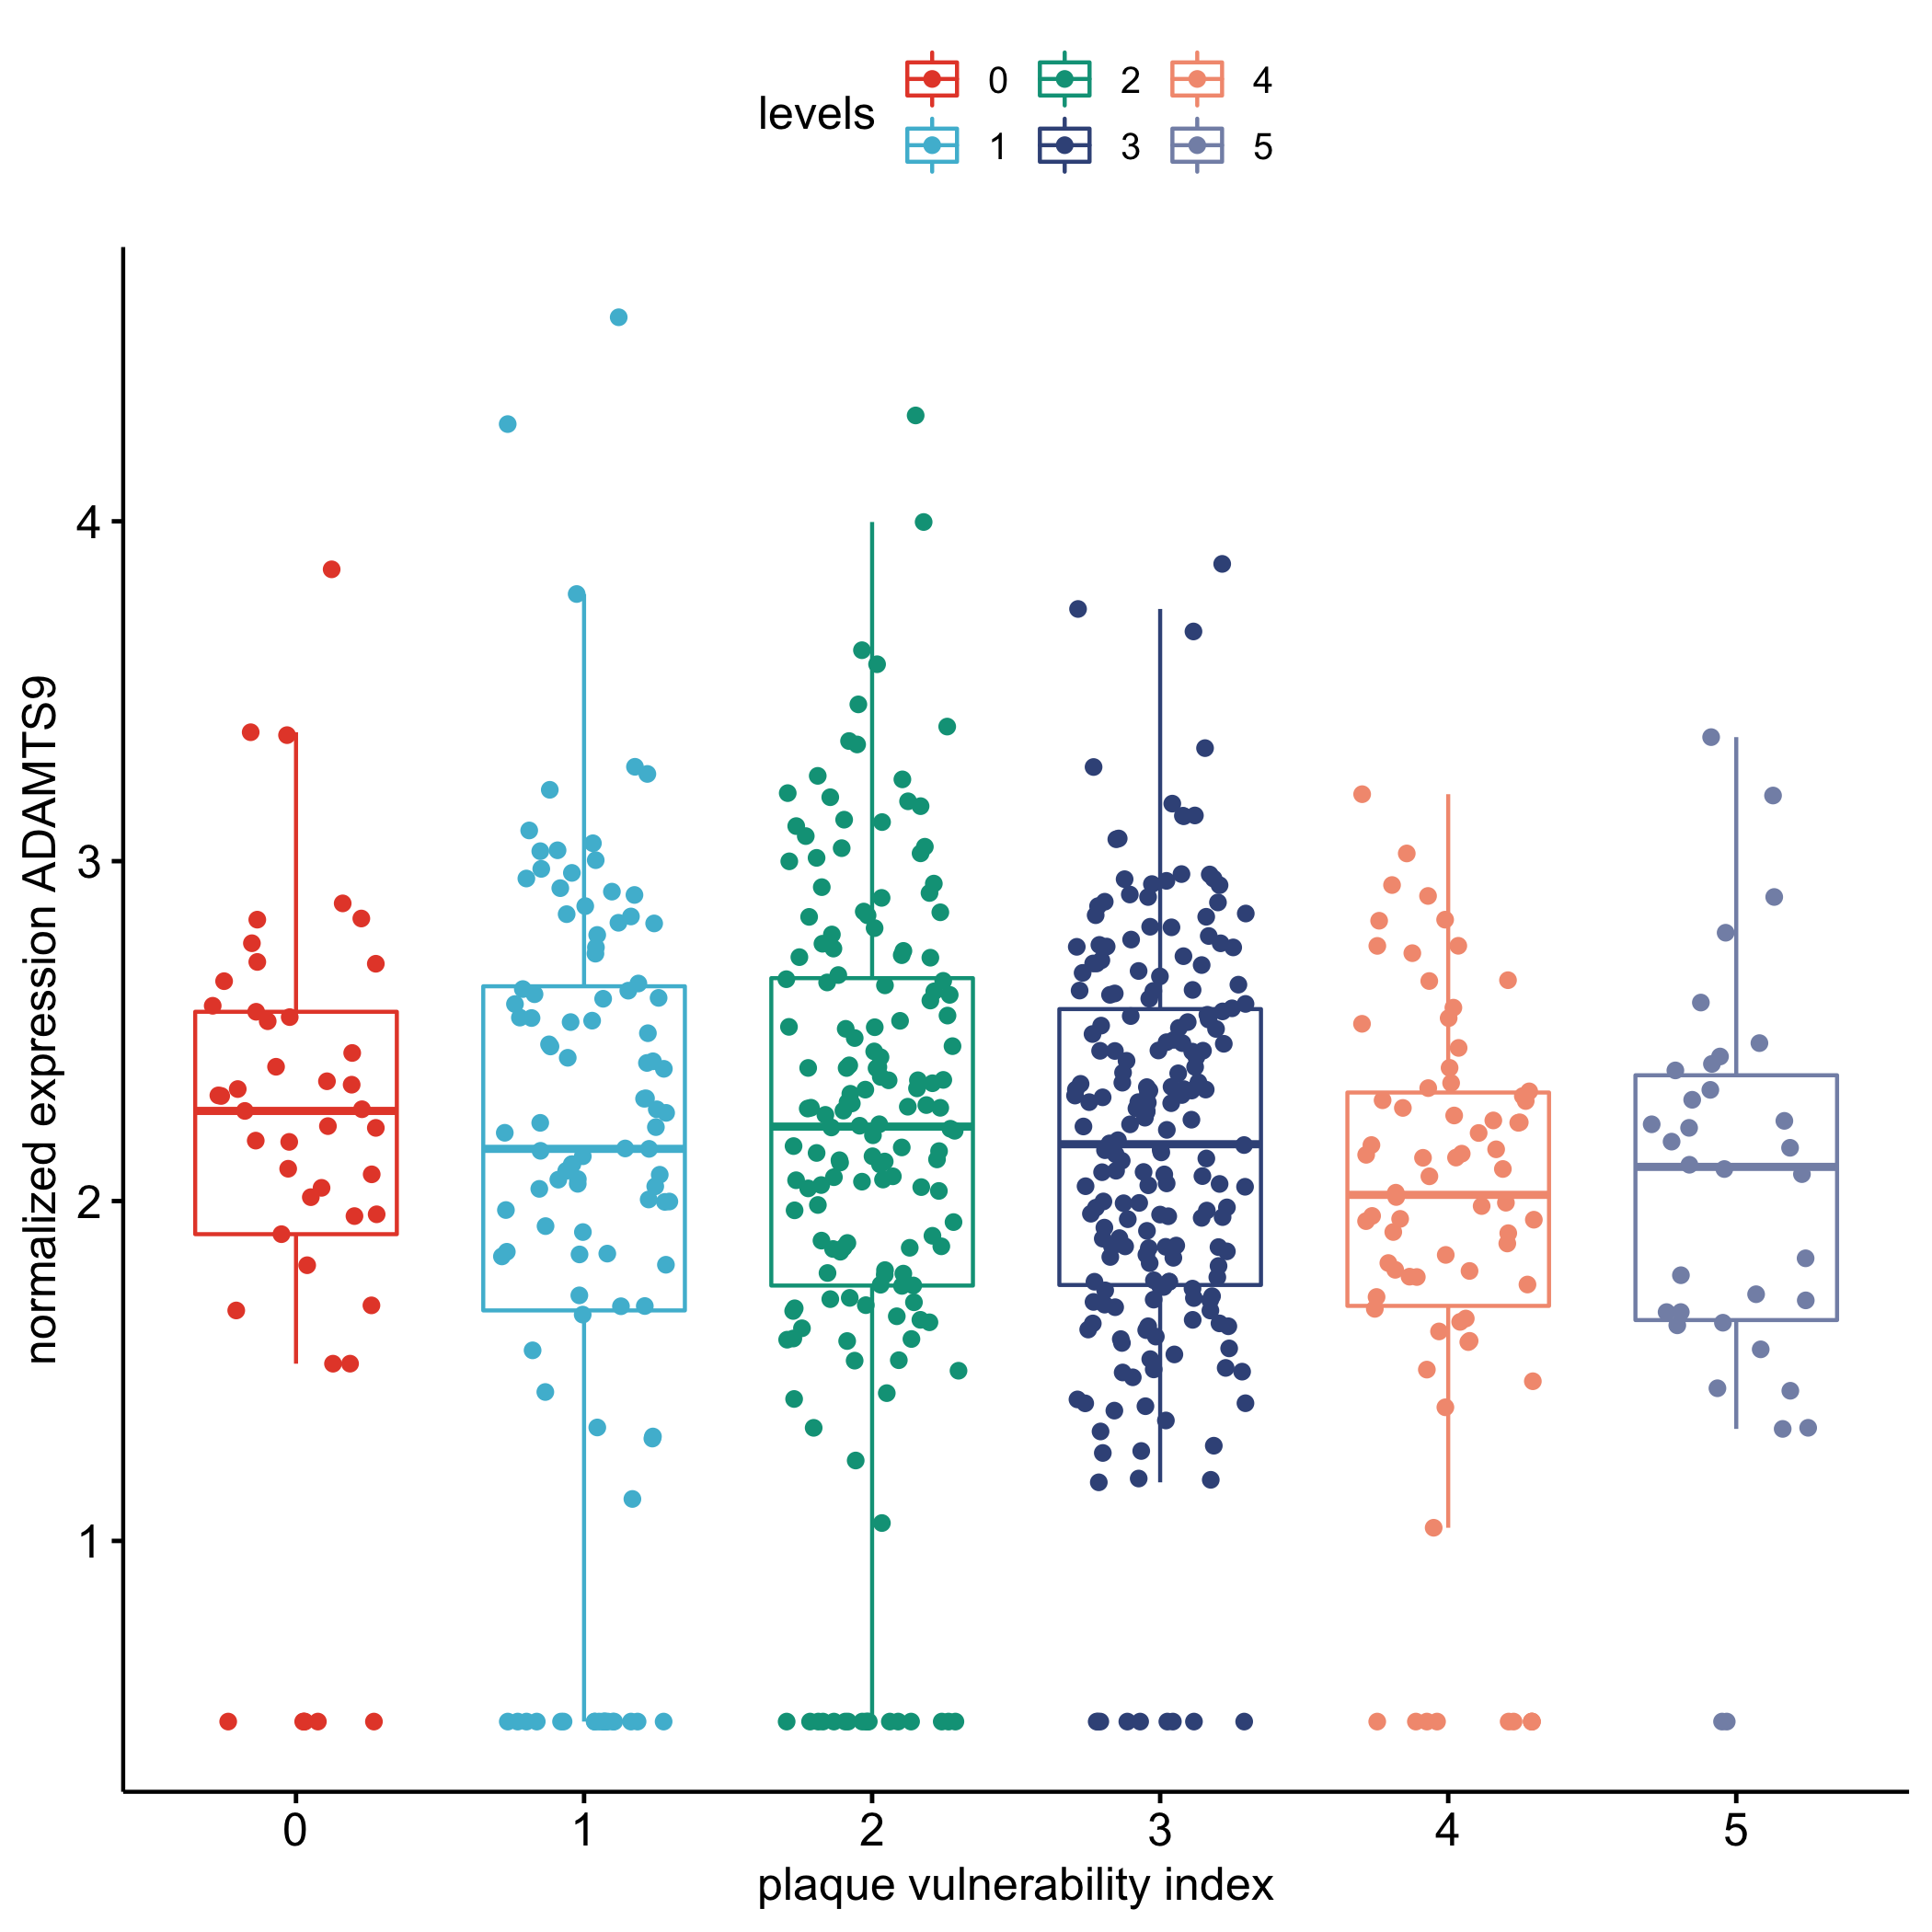 levels
0 2 4
1 3 5
normalized expression ADAMTS9
4
3
2
1
0 1 2 3 4 5
plaque vulnerability index